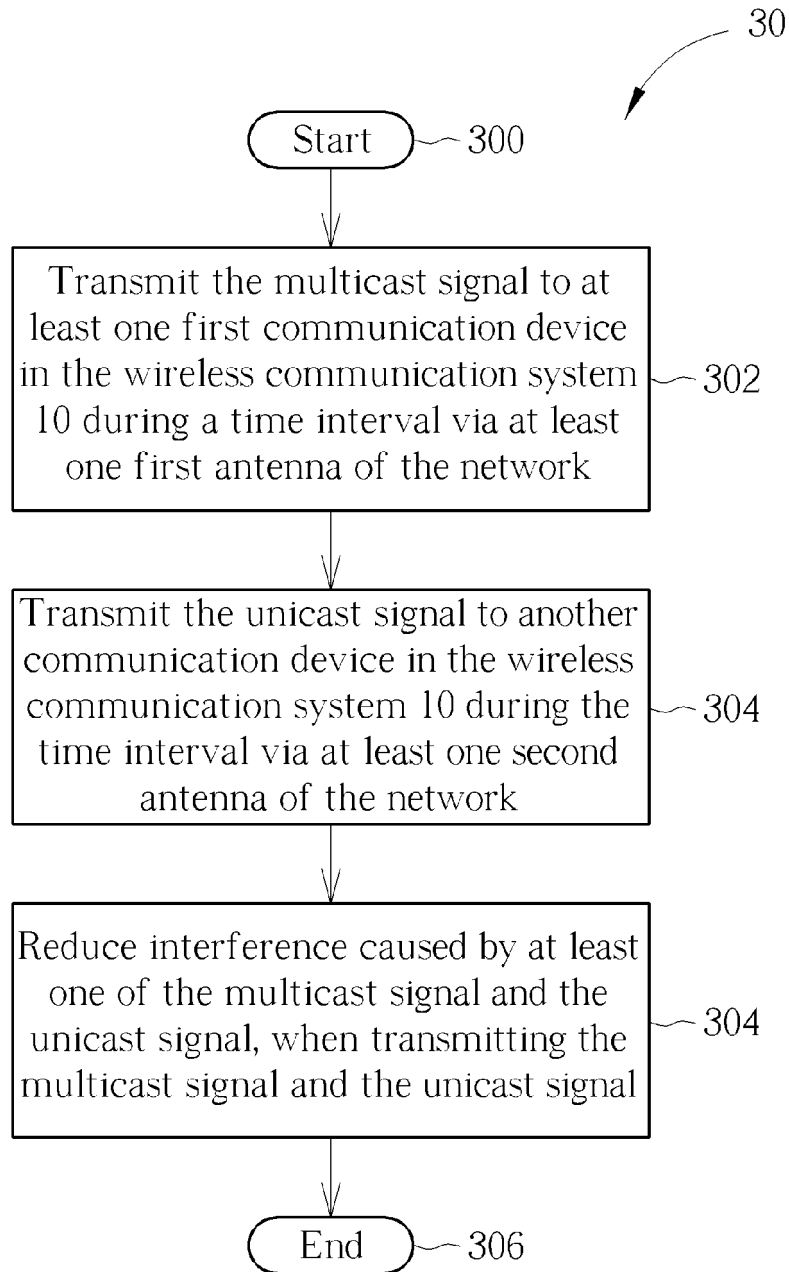 30
Start
300
Transmit the multicast signal to at
least one first communication device
in the wireless communication system
10 during a time interval via at least
one first antenna of the network
302
Transmit the unicast signal to another
communication device in the wireless
communication system 10 during the
time interval via at least one second
antenna of the network
304
Reduce interference caused by at least
one of the multicast signal and the
unicast signal, when transmitting the
multicast signal and the unicast signal
304
End
306